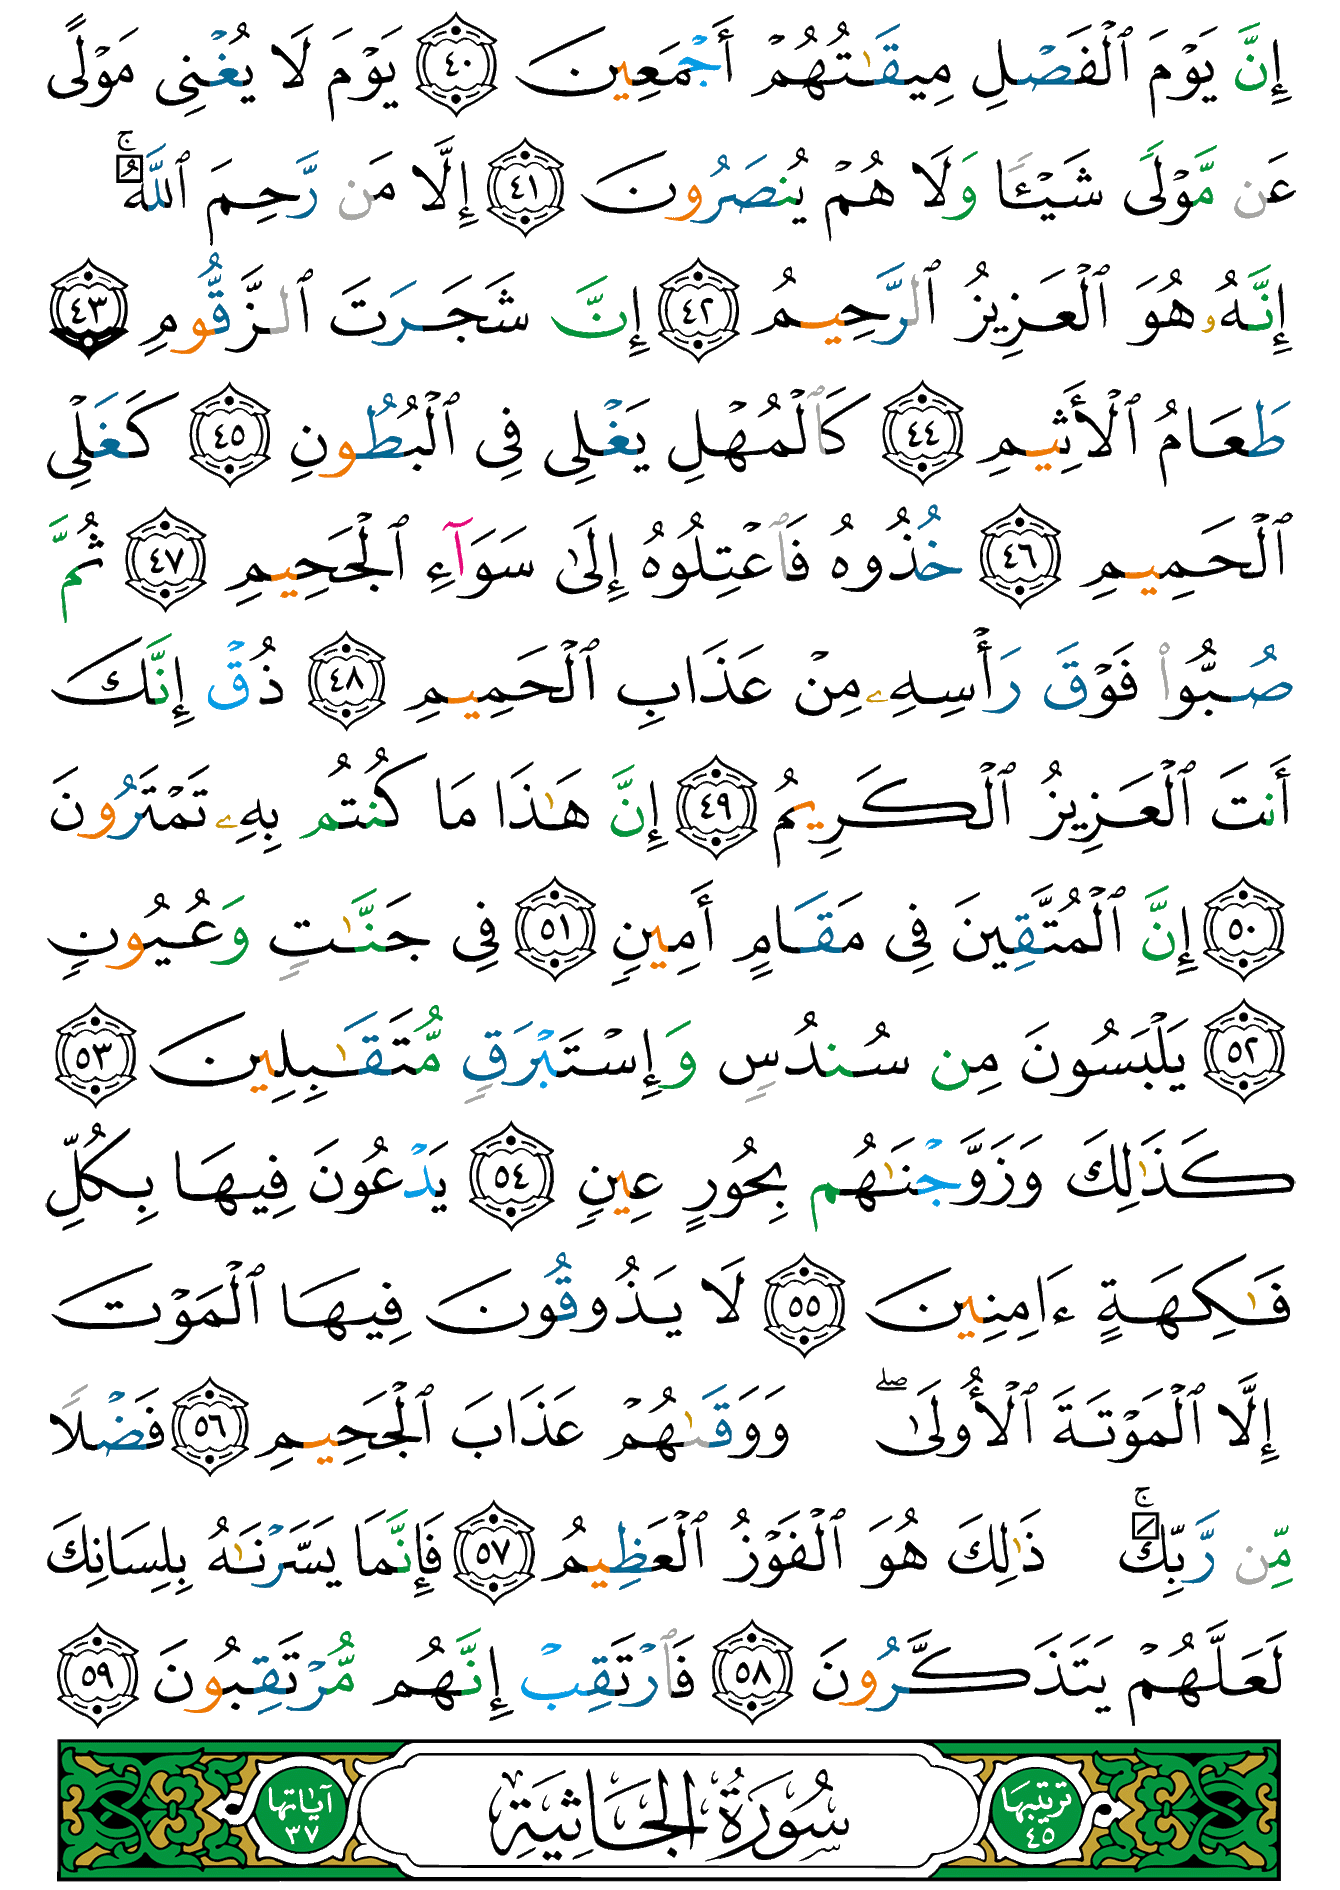 إِنَّ يَوْمَ ٱلْفَصْلِ مِيقَـٰتُهُمْ أَجْمَعِينَ ٤٠ يَوْمَ لَا يُغْنِى مَوْلًى
عَن مَّوْلًى شَيْـًٔا وَلَا هُمْ يُنصَرُونَ ٤١ إِلَّا مَن رَّحِمَ ٱللَّهُ ۚ
إِنَّهُۥ هُوَ ٱلْعَزِيزُ ٱلرَّحِيمُ ٤٢ إِنَّ شَجَرَتَ ٱلزَّقُّومِ ٤٣
طَعَامُ ٱلْأَثِيمِ ٤٤ كَٱلْمُهْلِ يَغْلِى فِى ٱلْبُطُونِ ٤٥ كَغَلْىِ
ٱلْحَمِيمِ ٤٦ خُذُوهُ فَٱعْتِلُوهُ إِلَىٰ سَوَآءِ ٱلْجَحِيمِ ٤٧ ثُمَّ
صُبُّوا۟ فَوْقَ رَأْسِهِۦ مِنْ عَذَابِ ٱلْحَمِيمِ ٤٨ ذُقْ إِنَّكَ
أَنتَ ٱلْعَزِيزُ ٱلْكَرِيمُ ٤٩ إِنَّ هَـٰذَا مَا كُنتُم بِهِۦ تَمْتَرُونَ
٥٠ إِنَّ ٱلْمُتَّقِينَ فِى مَقَامٍ أَمِينٍ ٥١ فِى جَنَّـٰتٍ وَعُيُونٍ
٥٢ يَلْبَسُونَ مِن سُندُسٍ وَإِسْتَبْرَقٍ مُّتَقَـٰبِلِينَ ٥٣
كَذَٰلِكَ وَزَوَّجْنَـٰهُم بِحُورٍ عِينٍ ٥٤ يَدْعُونَ فِيهَا بِكُلِّ
فَـٰكِهَةٍ ءَامِنِينَ ٥٥ لَا يَذُوقُونَ فِيهَا ٱلْمَوْتَ
إِلَّا ٱلْمَوْتَةَ ٱلْأُولَىٰ ۖ وَوَقَىٰهُمْ عَذَابَ ٱلْجَحِيمِ ٥٦ فَضْلًا
مِّن رَّبِّكَ ۚ ذَٰلِكَ هُوَ ٱلْفَوْزُ ٱلْعَظِيمُ ٥٧ فَإِنَّمَا يَسَّرْنَـٰهُ بِلِسَانِكَ
لَعَلَّهُمْ يَتَذَكَّرُونَ ٥٨ فَٱرْتَقِبْ إِنَّهُم مُّرْتَقِبُونَ ٥٩
ترتيبها ٤٥ سُورَةُ الجَاثِيَةِ آياتها ٣٧